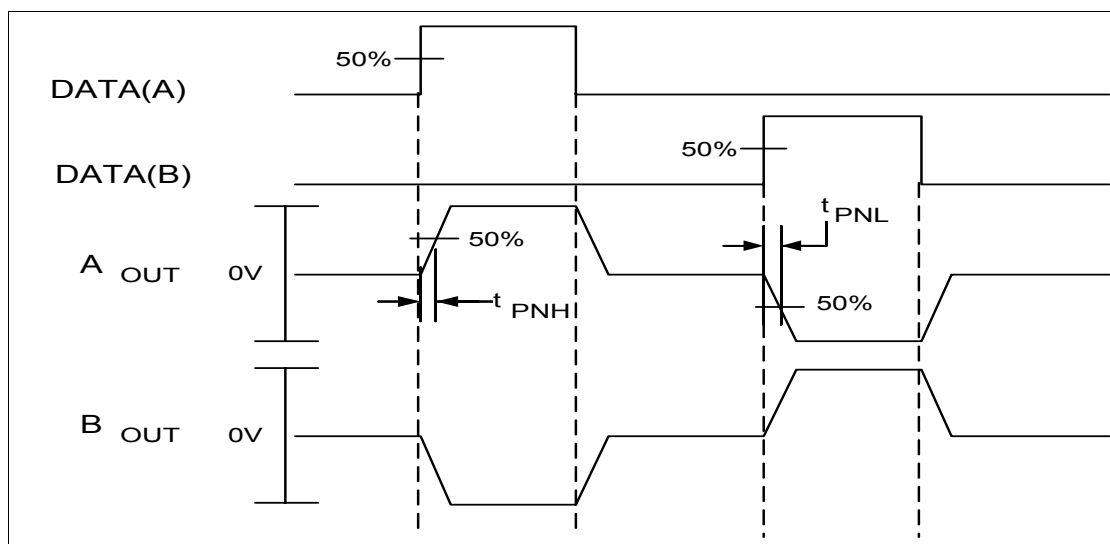 50%
DATA(A)
50%
DATA(B)
t PNL
50%
A OUT 0V
t PNH
50%
B OUT 0V